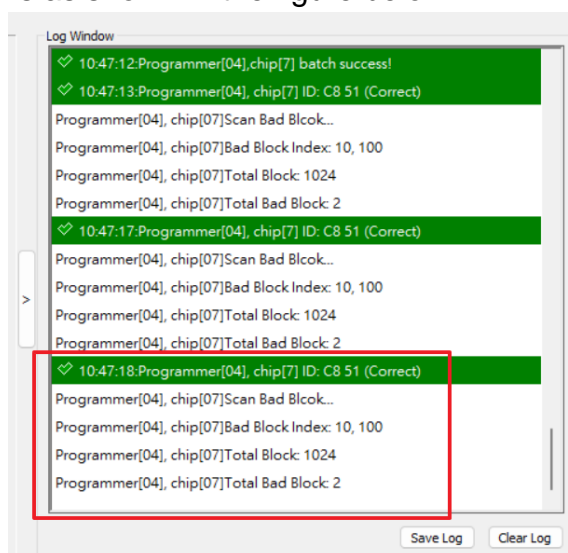 Log Window
10:47:12:Programmer[04],chip[7] batch success!
10:47:13:Programmer[04], chip[7] ID: C8 51 (Correct)
Programmer[04], chip[07]Scan Bad Blcok...
Programmer[04], chip[07]Bad Block Index: 10, 100
Programmer[04], chip[07]Total Block: 1024
Programmer[04], chip[07]Total Bad Block: 2
10:47:17:Programmer[04], chip[7] ID: C8 51 (Correct)
Programmer[04], chip[07]Scan Bad Blcok...
Programmer[04], chip[07]Bad Block Index: 10, 100
>
Programmer[04], chip[07]Total Block: 1024
Programmer[04], chip[07]Total Bad Block: 2
10:47:18:Programmer[04], chip[7] ID: C8 51 (Correct)
Programmer[04], chip[07]Scan Bad Blcok...
Programmer[04], chip[07]Bad Block Index: 10, 100
Programmer[04], chip[07]Total Block: 1024
Programmer[04], chip[07]Total Bad Block: 2
Save Log Clear Log